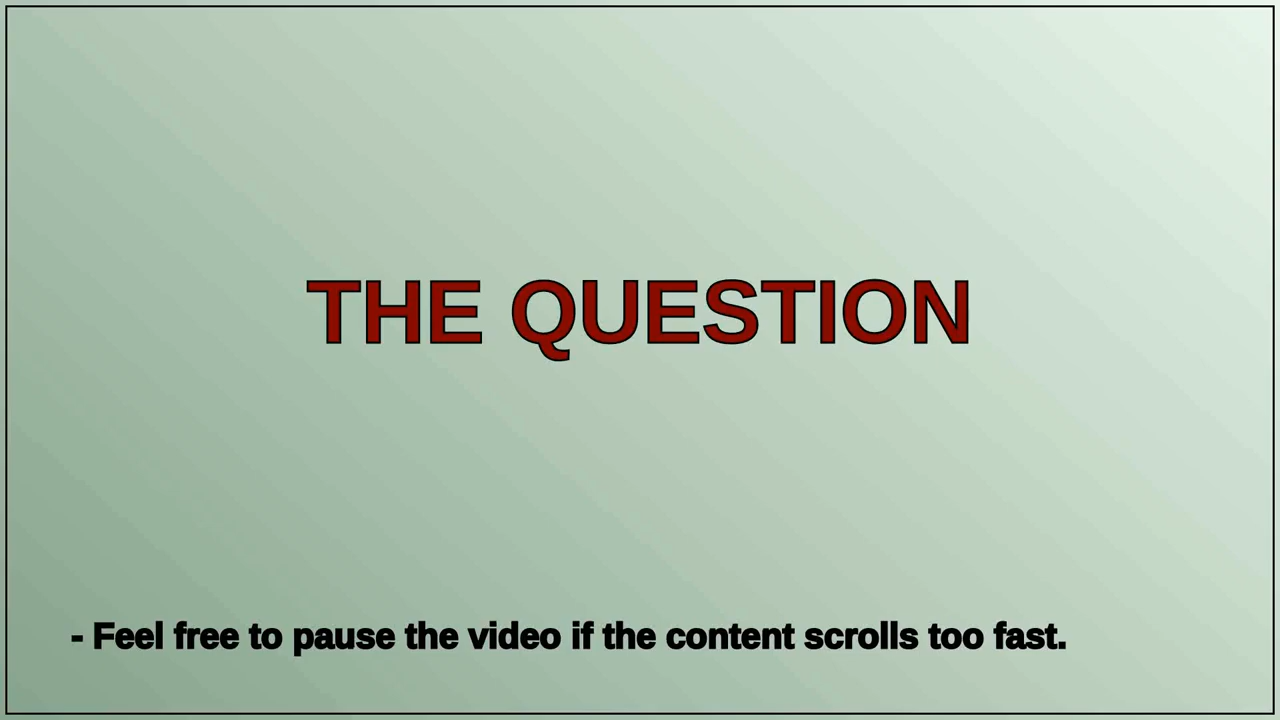 THE QUESTION
- Feel free to pause the video if the content scrolls too fast.